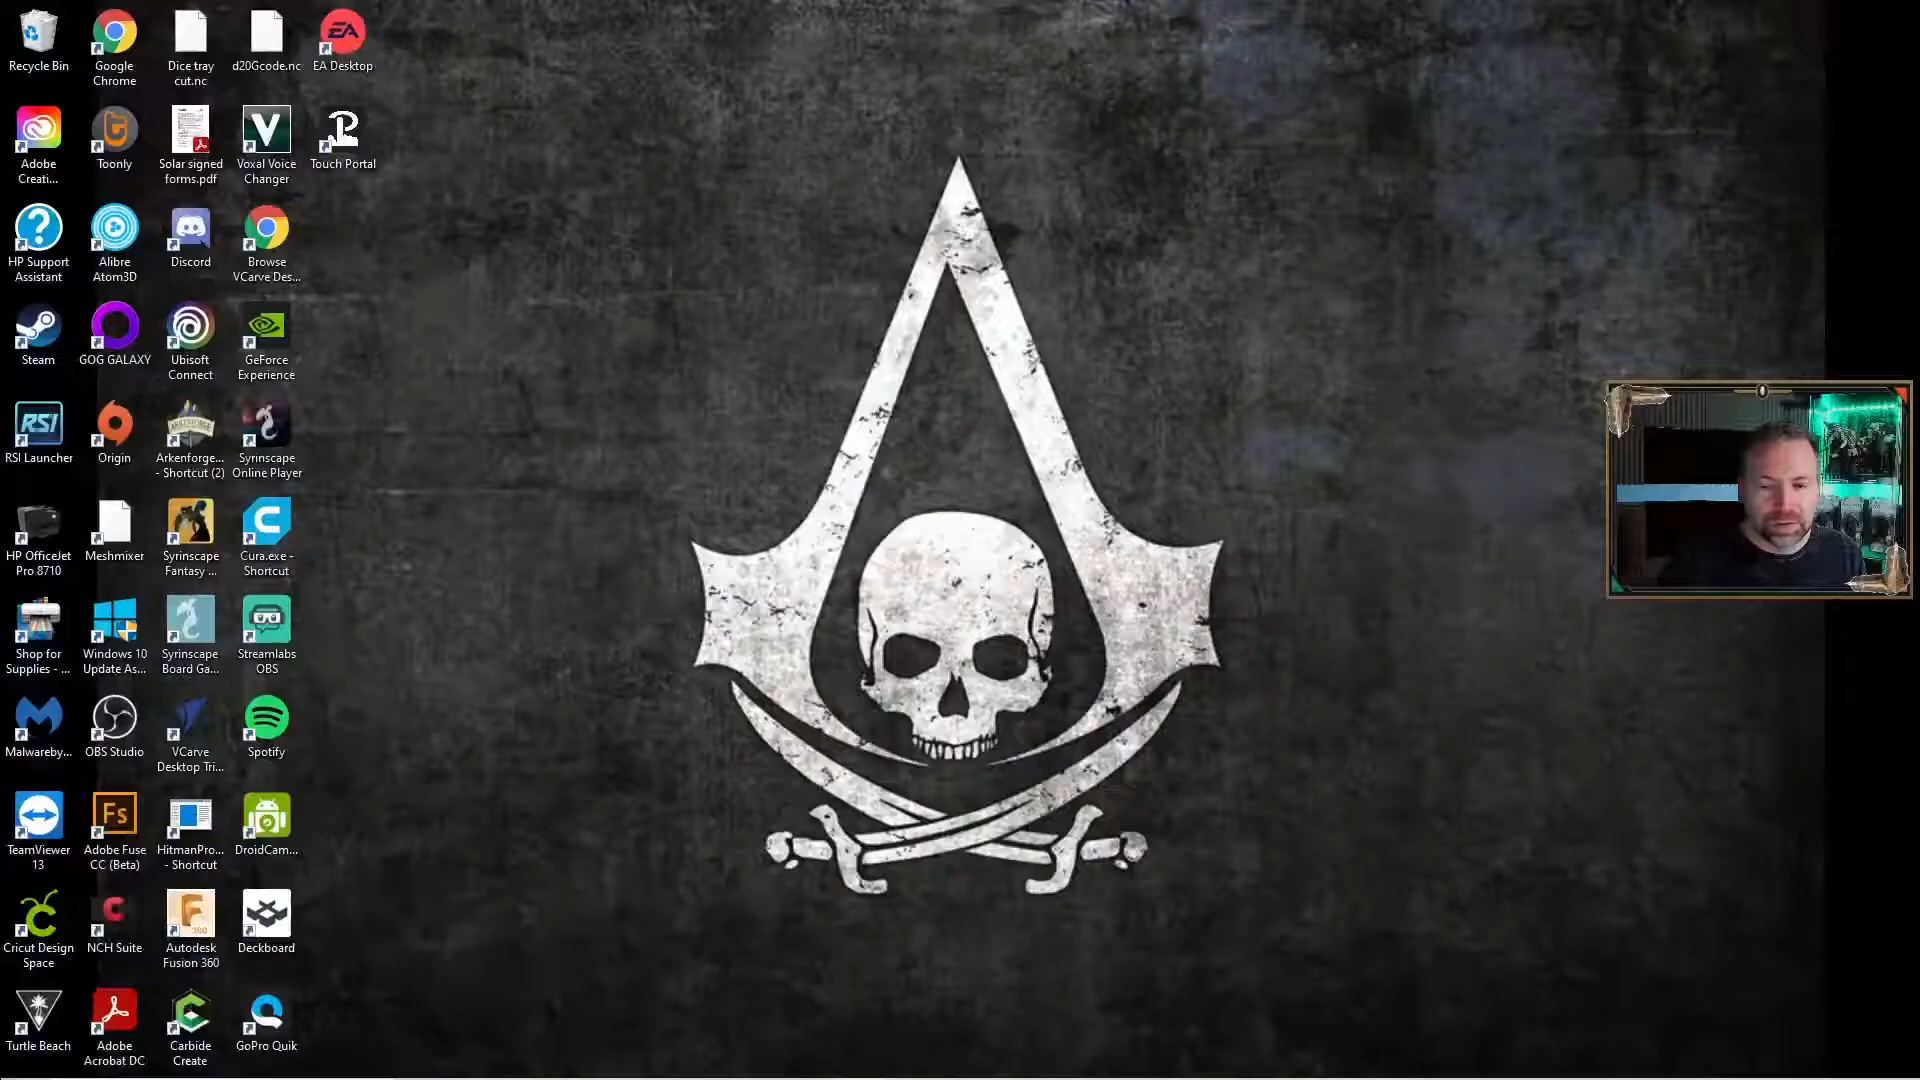 Recycle Bin
Google
Chrome
Dice tray
cut.nc
d20Gcode.nc
EA
EA Desktop
Adobe
Creati...
Toonly
Solar signed
forms.pdf
V
Voxal Voice
Changer
Touch Portal
?
HP Support
Assistant
Alibre
Atom3D
Discord
Browse
VCarve Des...
Steam
GOG GALAXY
Ubisoft
Connect
GeForce
Experience
RSI
RSI Launcher
Origin
ARKENFORGE
Arkenforge...
- Shortcut (2)
Syrinscape
Online Player
HP OfficeJet
Pro 8710
Meshmixer
Syrinscape
Fantasy ...
C
Cura.exe -
Shortcut
Shop for
Supplies - ...
Windows 10
Update As...
Syrinscape
Board Ga...
Streamlabs
OBS
Malwareby...
OBS Studio
VCarve
Desktop Tri...
Spotify
TeamViewer
13
Fs
Adobe Fuse
CC (Beta)
HitmanPro...
- Shortcut
DroidCam...
Cricut Design
Space
NCH Suite
F
360
Autodesk
Fusion 360
Deckboard
Turtle Beach
Adobe
Acrobat DC
Carbide
Create
GoPro Quik